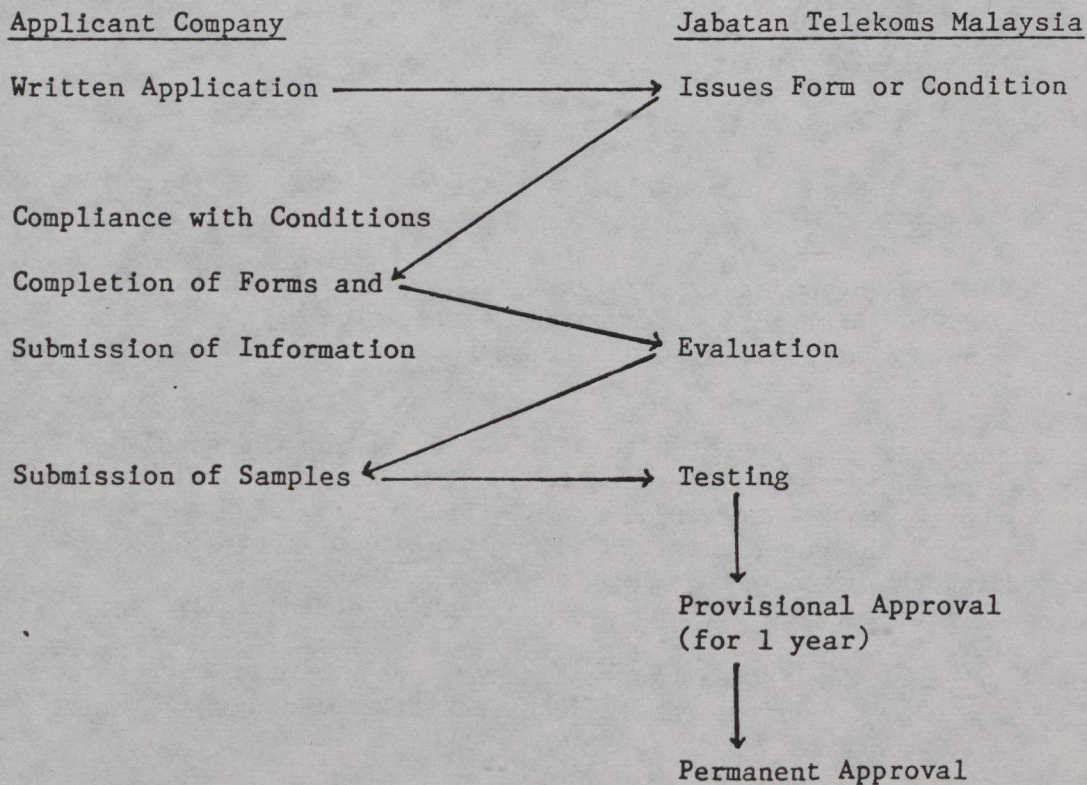 Applicant Company
Jabatan Telekoms Malaysia
Written Application
Issues Form or Condition
Compliance with Conditions
Completion of Forms and
Submission of Information
Evaluation
Submission of Samples
Testing
Provisional Approval
(for 1 year)
Permanent Approval